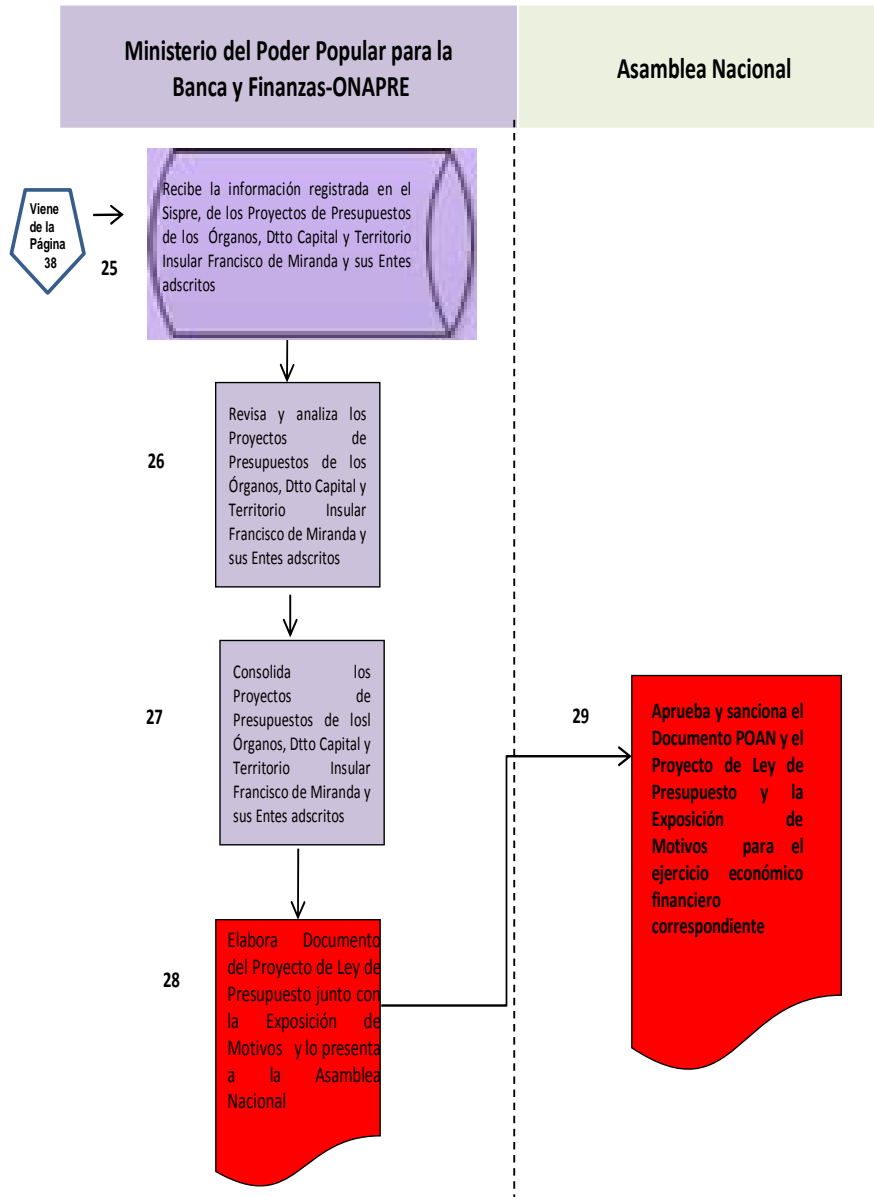 Ministerio del Poder Popular para la
Banca y Finanzas-ONAPRE
Asamblea Nacional
Viene
de la
Página
38
25
Recibe la información registrada en el
Sispre, de los Proyectos de Presupuestos
de los Órganos, Dtto Capital y Territorio
Insular Francisco de Miranda y sus Entes
adscritos
26
Revisa y analiza los
Proyectos de
Presupuestos de los
Órganos, Dtto Capital y
Territorio Insular
Francisco de Miranda y
sus Entes adscritos
27
Consolida los
Proyectos de
Presupuestos de losl
Órganos, Dtto Capital y
Territorio Insular
Francisco de Miranda y
sus Entes adscritos
28
Elabora Documento
del Proyecto de Ley de
Presupuesto junto con
la Exposición de
Motivos y lo presenta
a la Asamblea
Nacional
29
Aprueba y sanciona el
Documento POAN y el
Proyecto de Ley de
Presupuesto y la
Exposición de
Motivos para el
ejercicio económico
financiero
correspondiente